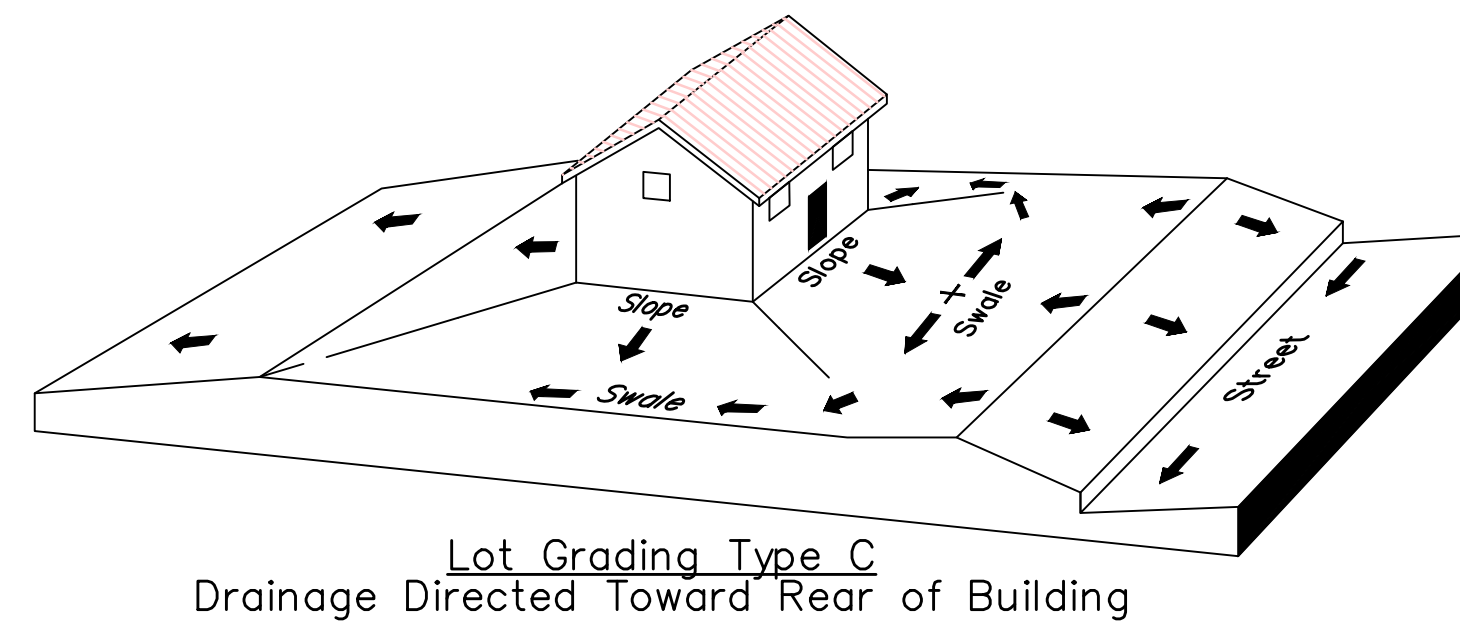 Slope
Slope
Swale
Swale
Street
Lot Grading Type C
Drainage Directed Toward Rear of Building